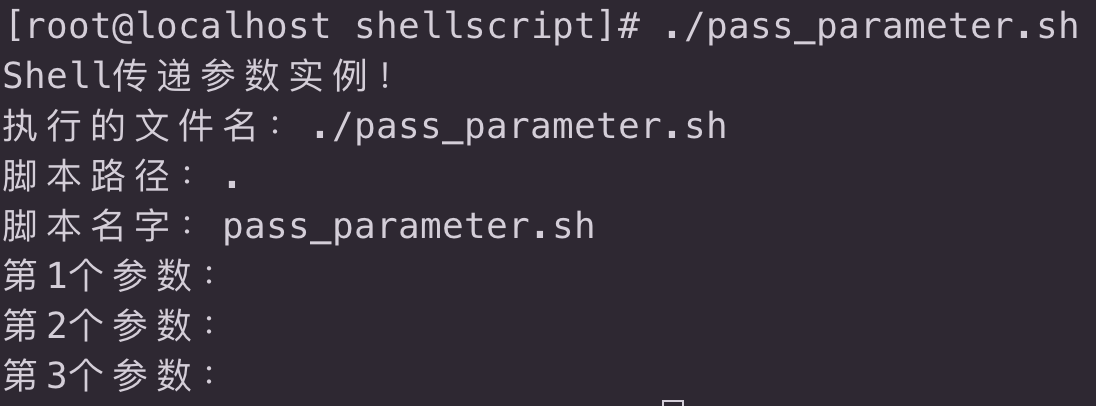 [root@localhost shellscript]# ./pass_parameter.sh
Shell传递参数实例！
执行的文件名：./pass_parameter.sh
脚本路径：.
脚本名字：pass_parameter.sh
第1个参数：
第2个参数：
第3个参数：